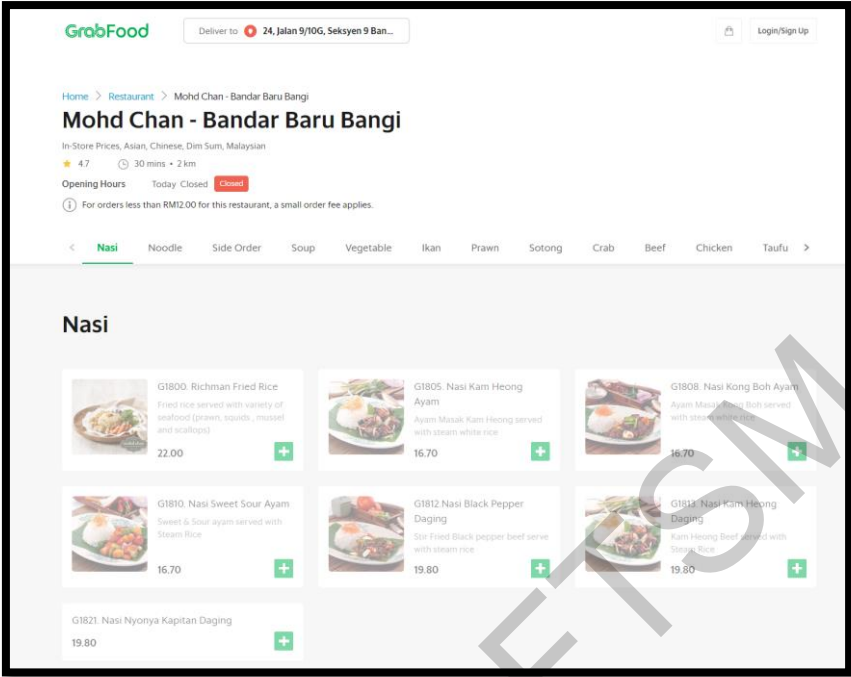 GrabFood
Deliver to 24, Jalan 9/10G, Seksyen 9 Ban...
Login/Sign Up
Home > Restaurant > Mohd Chan - Bandar Baru Bangi
Mohd Chan - Bandar Baru Bangi
In-Store Prices, Asian, Chinese, Dim Sum, Malaysian
4.7 30 mins • 2 km
Opening Hours Today Closed Closed
For orders less than RM12.00 for this restaurant, a small order fee applies.
Nasi Noodle Side Order Soup Vegetable Ikan Prawn Sotong Crab Beef Chicken Taufu
Nasi
G1800. Richman Fried Rice
Fried rice served with variety of
seafood (prawn, squids , mussel
and scallops)
22.00
G1805. Nasi Kam Heong
Ayam
Ayam Masak Kam Heong served
with steam white rice
16.70
G1808. Nasi Kong Boh Ayam
Ayam Masak Kong Boh served
with steam white rice
16.70
G1810. Nasi Sweet Sour Ayam
Sweet & Sour ayam served with
Steam Rice
16.70
G1812.Nasi Black Pepper
Daging
Stir Fried Black pepper beef serve
with steam rice
19.80
G1813. Nasi Kam Heong
Daging
Kam Heong Beef served with
Steam Rice
19.80
G1821. Nasi Nyonya Kapitan Daging
19.80
FTSM